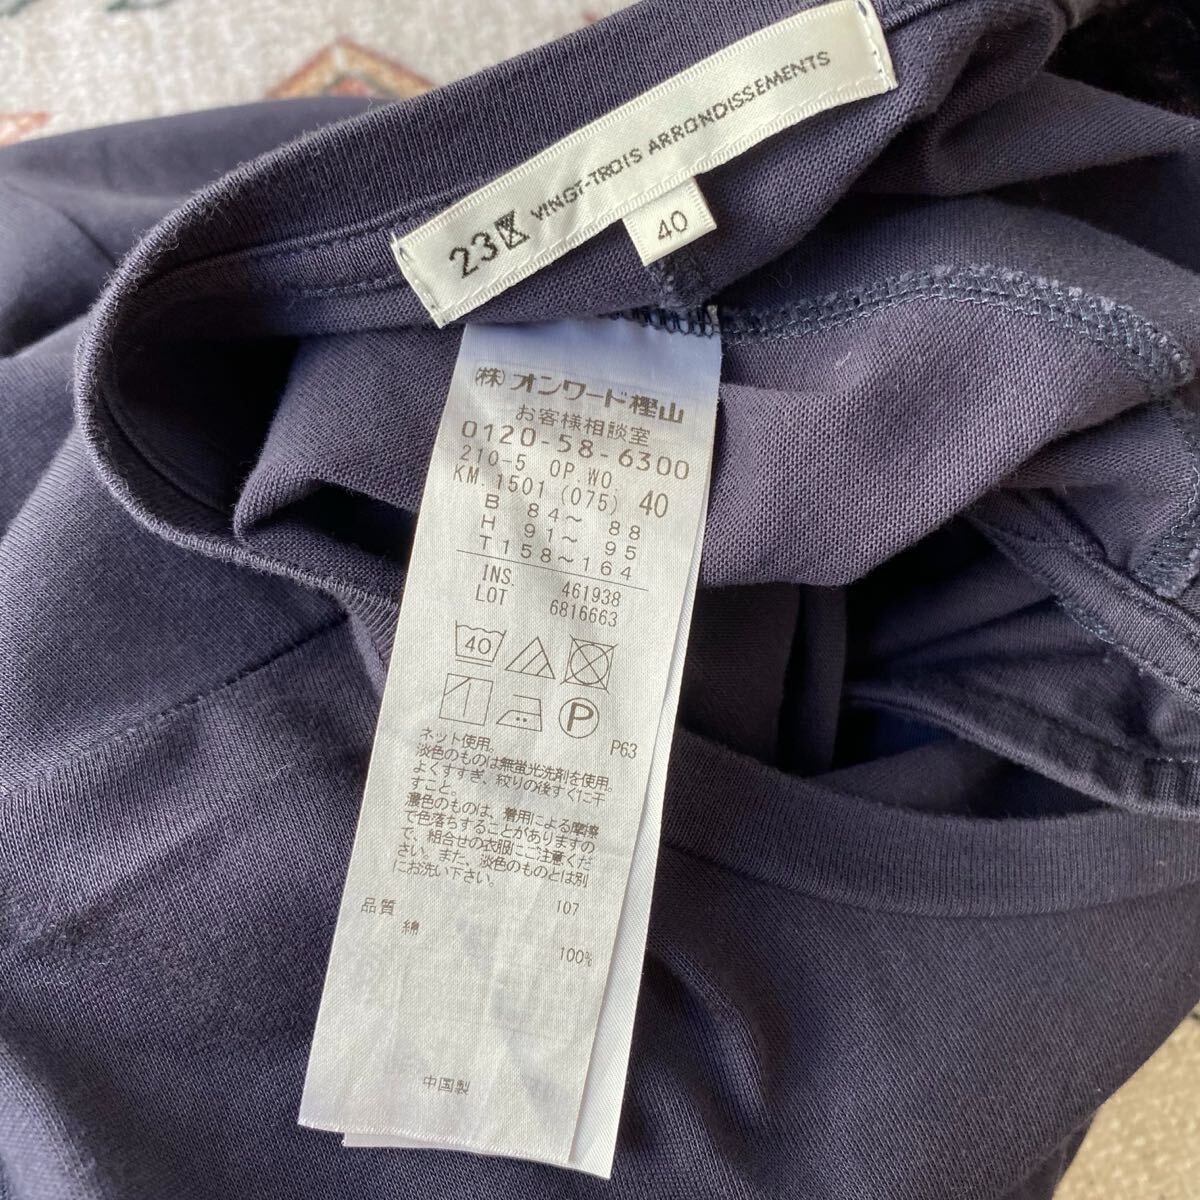 23区 VINGT-TROIS ARRONDISSEMENTS
40
(株)オンワード樫山
お客様相談室
0120-58-6300
210-5 OP.WO.
KM 1501 (075) 40
B 84～ 88
H 91～ 95
T 158～164
INS. 461938
LOT 6816663
40
P
P63
ネット使用。
淡色のものは無蛍光洗剤を使用
よくすすぎ、絞りの後すぐに干
すこと。
濃色のものは、着用による摩擦
で色落ちすることがありますの
で、組合せの衣服にご注意くだ
さい。また、淡色のものとは別
にお洗い下さい。
品質 107
綿
100%
中国製